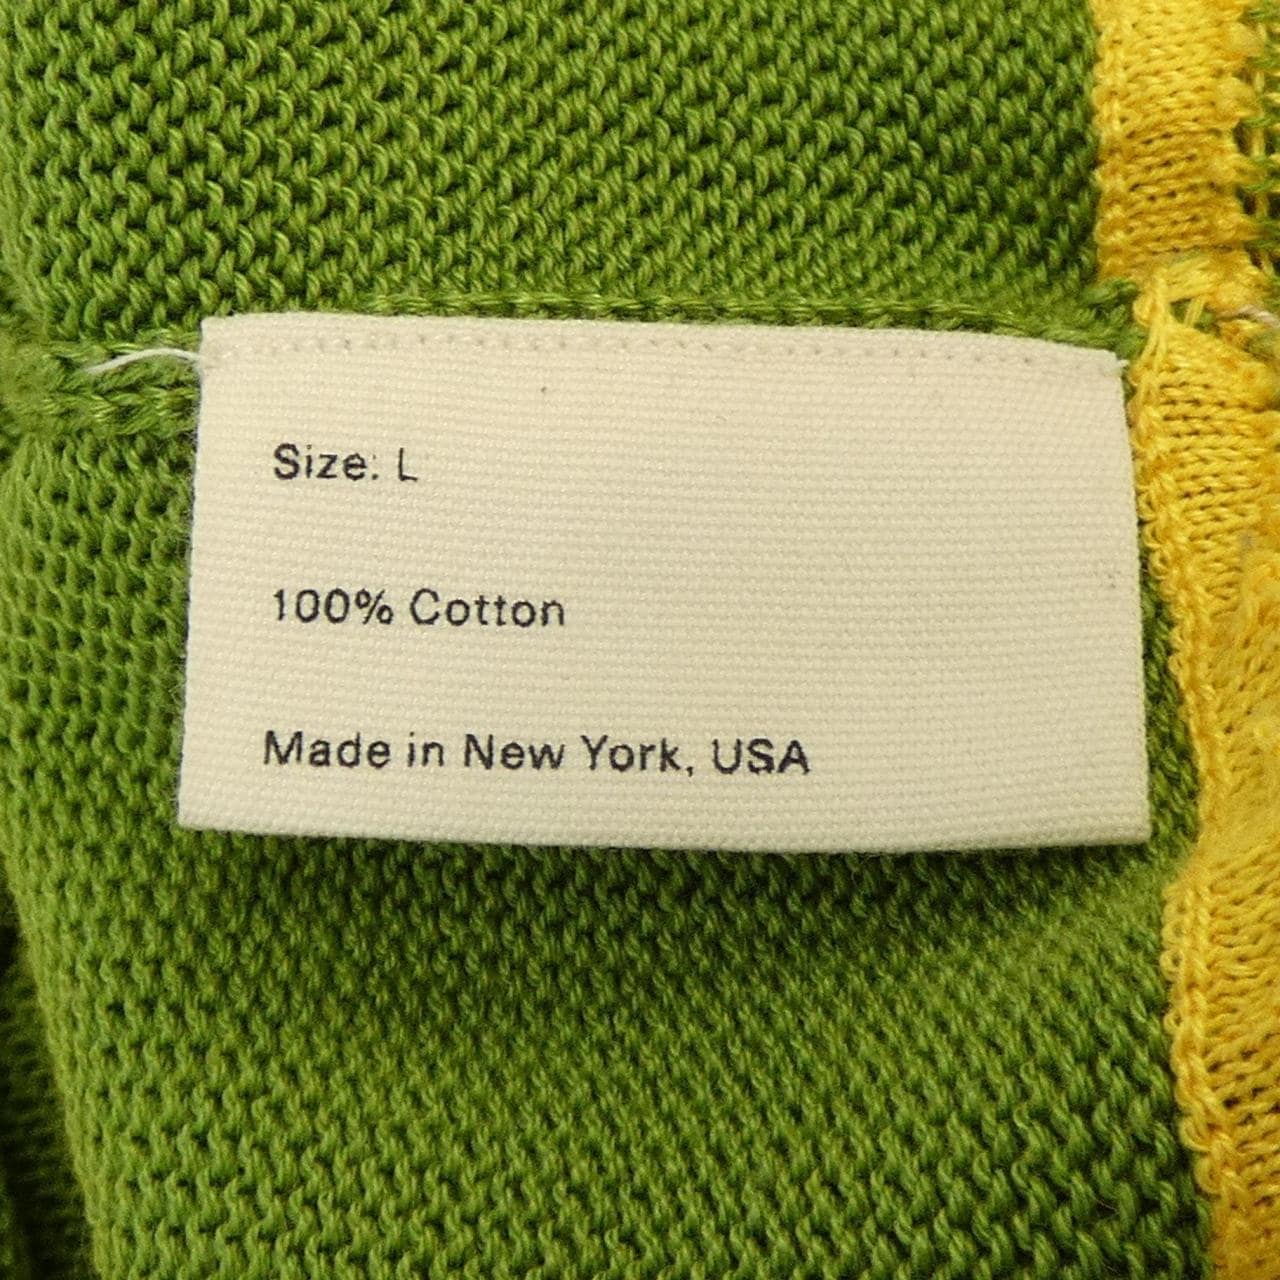 Size: L
100% Cotton
Made in New York, USA